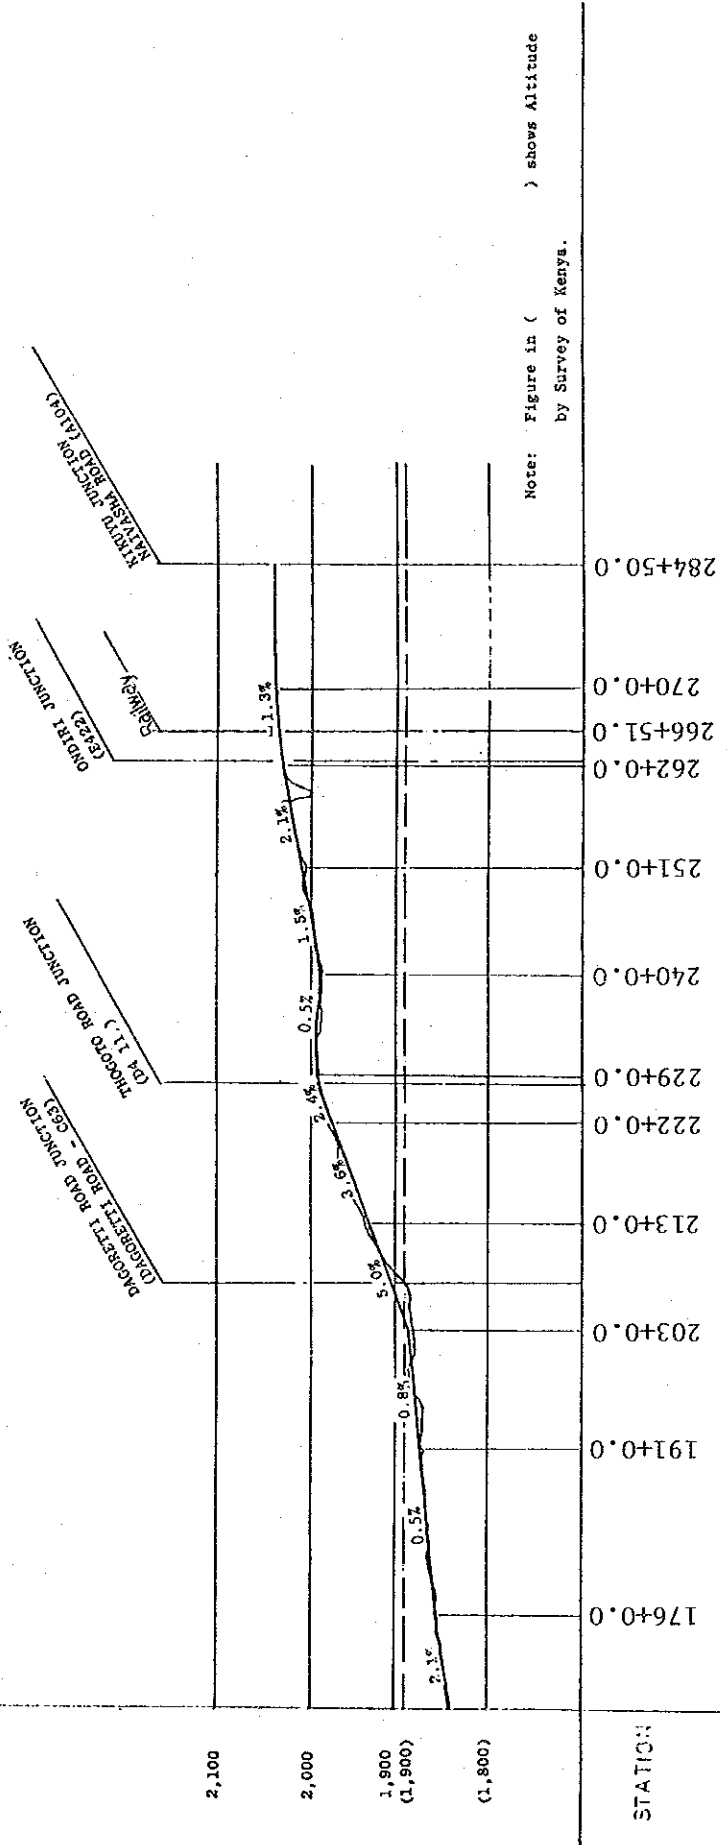 DAGORETTI ROAD JUNCTION
(DAGORETTI ROAD - C63)
THOGOTO ROAD JUNCTION
(D4 11.)
ONDIRI JUNCTION
(E422)
Railway
KIKUYU JUNCTION
NAIVASHA ROAD (A104)
2,100
2,000
1,900
(1,900)
(1,800)
2.1%
0.5%
0.8%
5.0%
3.6%
2.4%
0.5%
1.5%
2.1%
1.3%
Note: Figure in ( ) shows Altitude
by Survey of Kenya.
STATION
176+0.0
191+0.0
203+0.0
213+0.0
222+0.0
229+0.0
240+0.0
251+0.0
262+0.0
266+51.0
270+0.0
284+50.0